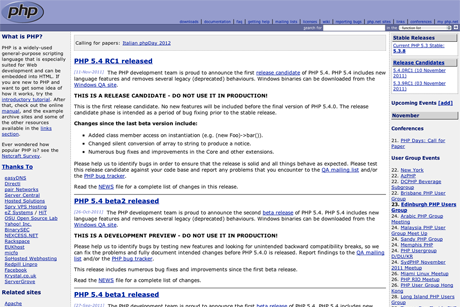 php
downloads | documentation | faq | getting help | mailing lists | licenses | wiki | reporting bugs | php.net sites | conferences | my php.net
search for
in the
function list
What is PHP?
PHP is a widely-used
general-purpose scripting
language that is especially
suited for Web
development and can be
embedded into HTML. If
you are new to PHP and
want to get some idea of
how it works, try the
introductory tutorial. After
that, check out the online
manual, and the example
archive sites and some of
the other resources
available in the links
section.
Ever wondered how
popular PHP is? see the
Netcraft Survey.
Thanks To
easyDNS
Directi
pair Networks
Server Central
Hosted Solutions
Spry VPS Hosting
eZ Systems / HIT
OSU Open Source Lab
Yahoo! Inc.
BinarySEC
NEXCESS.NET
Rackspace
EUKhost
SoHosted Webhosting
Redpill Linpro
Facebook
Krystal.co.uk
ServerGrove
Related sites
Apache
Calling for papers: Italian phpDay 2012
PHP 5.4 RC1 released
[11-Nov-2011] The PHP development team is proud to announce the first release candidate of PHP 5.4. PHP 5.4 includes new
language features and removes several legacy (deprecated) behaviours. Windows binaries can be downloaded from the
Windows QA site.
THIS IS A RELEASE CANDIDATE - DO NOT USE IT IN PRODUCTION!
This is the first release candidate. No new features will be included before the final version of PHP 5.4.0. The release
candidate phase is intended as a period of bug fixing prior to the stable release.
Changes since the last beta version include:
• Added class member access on instantiation (e.g. (new Foo)->bar()).
• Changed silent conversion of array to string to produce a notice.
• Numerous bug fixes and improvements in the Core and other extensions.
Please help us to identify bugs in order to ensure that the release is solid and all things behave as expected. Please test
this release candidate against your code base and report any problems that you encounter to the QA mailing list and/or
the PHP bug tracker.
Read the NEWS file for a complete list of changes in this release.
PHP 5.4 beta2 released
[26-Oct-2011] The PHP development team is proud to announce the second beta release of PHP 5.4. PHP 5.4 includes new
language features and removes several legacy (deprecated) behaviours. Windows binaries can be downloaded from the
Windows QA site.
THIS IS A DEVELOPMENT PREVIEW - DO NOT USE IT IN PRODUCTION!
Please help us to identify bugs by testing new features and looking for unintended backward compatibility breaks, so we
can fix the problems and fully document intended changes before PHP 5.4.0 is released. Report findings to the QA mailing
list and/or the PHP bug tracker.
This release includes numerous bug fixes and improvements since the first beta release.
Read the NEWS file for a complete list of changes.
PHP 5.4 beta1 released
The PHP development team is proud to announce the first beta release of PHP 5.4. PHP 5.4 includes new
Stable Releases
Current PHP 5.3 Stable:
5.3.8
Release Candidates
5.4.0RC1 (10 November
2011)
5.3.9RC1 (03 November
2011)
Upcoming Events [add]
November
Conferences
21. PHP Days: Call for
Paper
User Group Events
22. New York
22. AzPHP
22. OCPHP Beverage
Subgroup
22. Brisbane PHP User
Group
23. Edinburgh PHP Users
Group
24. Arabic PHP Group
Meeting
24. Malaysia PHP User
Group Meet Up
24. Sandy PHP Group
24. Memphis PHP
24. PHP Usergroup
D/DU/KR
24. SydPHP November
2011 Meetup
26. Miami Linux Meetup
26. PHP RIO Meetup
26. PHP User Group
Meeting
26. Long Island PHP Users
Group